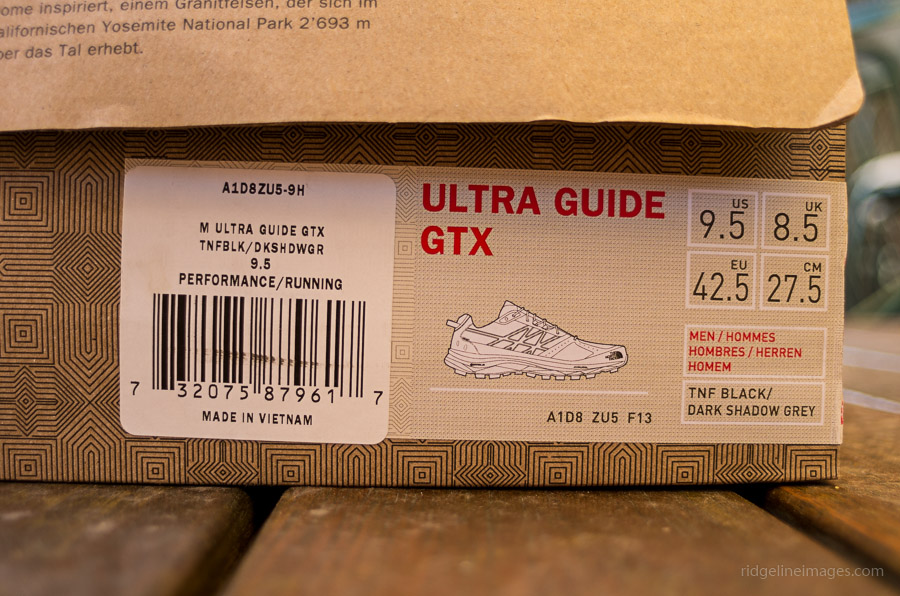 ome inspiriert, einem Granitfelsen, der sich im
alifornischen Yosemite National Park 2'693 m
ber das Tal erhebt.
A1D8ZU5-9H
M ULTRA GUIDE GTX
TNFBLK/DKSHDWGR
9.5
PERFORMANCE/RUNNING
7 32075 87961 7
MADE IN VIETNAM
ULTRA GUIDE
GTX
A1D8 ZU5 F13
US
9.5
UK
8.5
EU
42.5
CM
27.5
MEN / HOMMES
HOMBRES / HERREN
HOMEM
TNF BLACK/
DARK SHADOW GREY
ridgelineimages.com